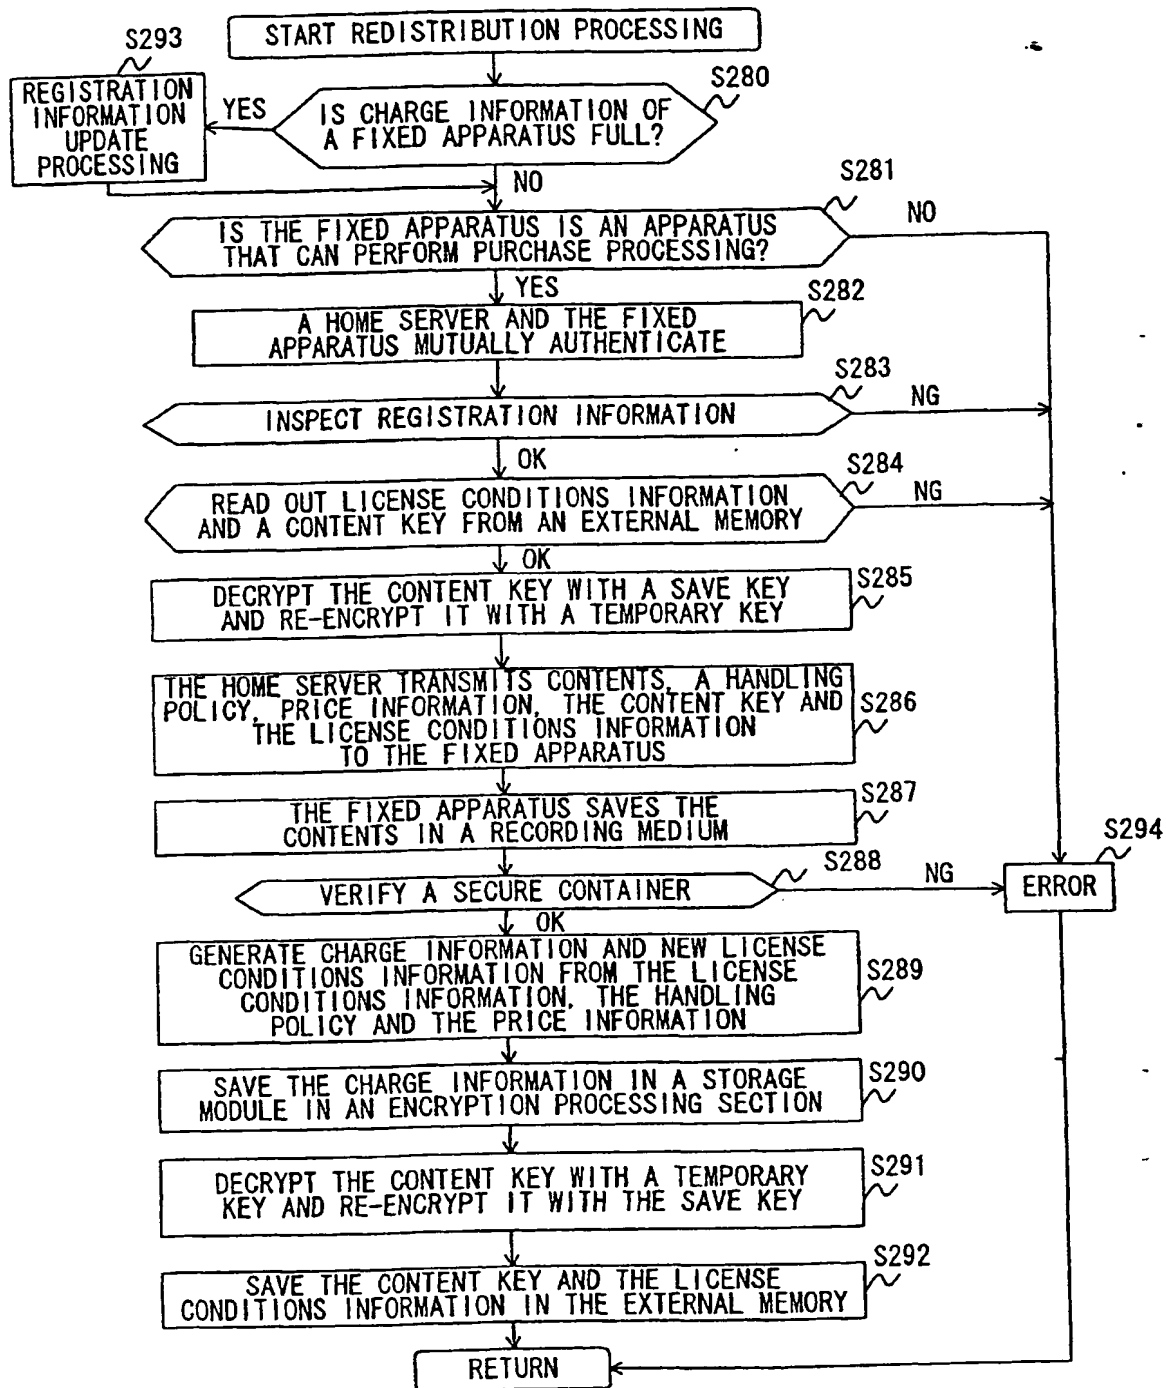 START REDISTRIBUTION PROCESSING
S293
REGISTRATION
INFORMATION
UPDATE
PROCESSING
YES
S280
IS CHARGE INFORMATION OF
A FIXED APPARATUS FULL?
NO
S281
IS THE FIXED APPARATUS IS AN APPARATUS
THAT CAN PERFORM PURCHASE PROCESSING?
NO
YES
S282
A HOME SERVER AND THE FIXED
APPARATUS MUTUALLY AUTHENTICATE
S283
INSPECT REGISTRATION INFORMATION
NG
OK
S284
READ OUT LICENSE CONDITIONS INFORMATION
AND A CONTENT KEY FROM AN EXTERNAL MEMORY
NG
OK
S285
DECRYPT THE CONTENT KEY WITH A SAVE KEY
AND RE-ENCRYPT IT WITH A TEMPORARY KEY
THE HOME SERVER TRANSMITS CONTENTS, A HANDLING
POLICY, PRICE INFORMATION, THE CONTENT KEY AND
THE LICENSE CONDITIONS INFORMATION
TO THE FIXED APPARATUS
S286
S287
THE FIXED APPARATUS SAVES THE
CONTENTS IN A RECORDING MEDIUM
S288
VERIFY A SECURE CONTAINER
NG
S294
ERROR
OK
GENERATE CHARGE INFORMATION AND NEW LICENSE
CONDITIONS INFORMATION FROM THE LICENSE
CONDITIONS INFORMATION, THE HANDLING
POLICY AND THE PRICE INFORMATION
S289
SAVE THE CHARGE INFORMATION IN A STORAGE
MODULE IN AN ENCRYPTION PROCESSING SECTION
S290
DECRYPT THE CONTENT KEY WITH A TEMPORARY
KEY AND RE-ENCRYPT IT WITH THE SAVE KEY
S291
S292
SAVE THE CONTENT KEY AND THE LICENSE
CONDITIONS INFORMATION IN THE EXTERNAL MEMORY
RETURN